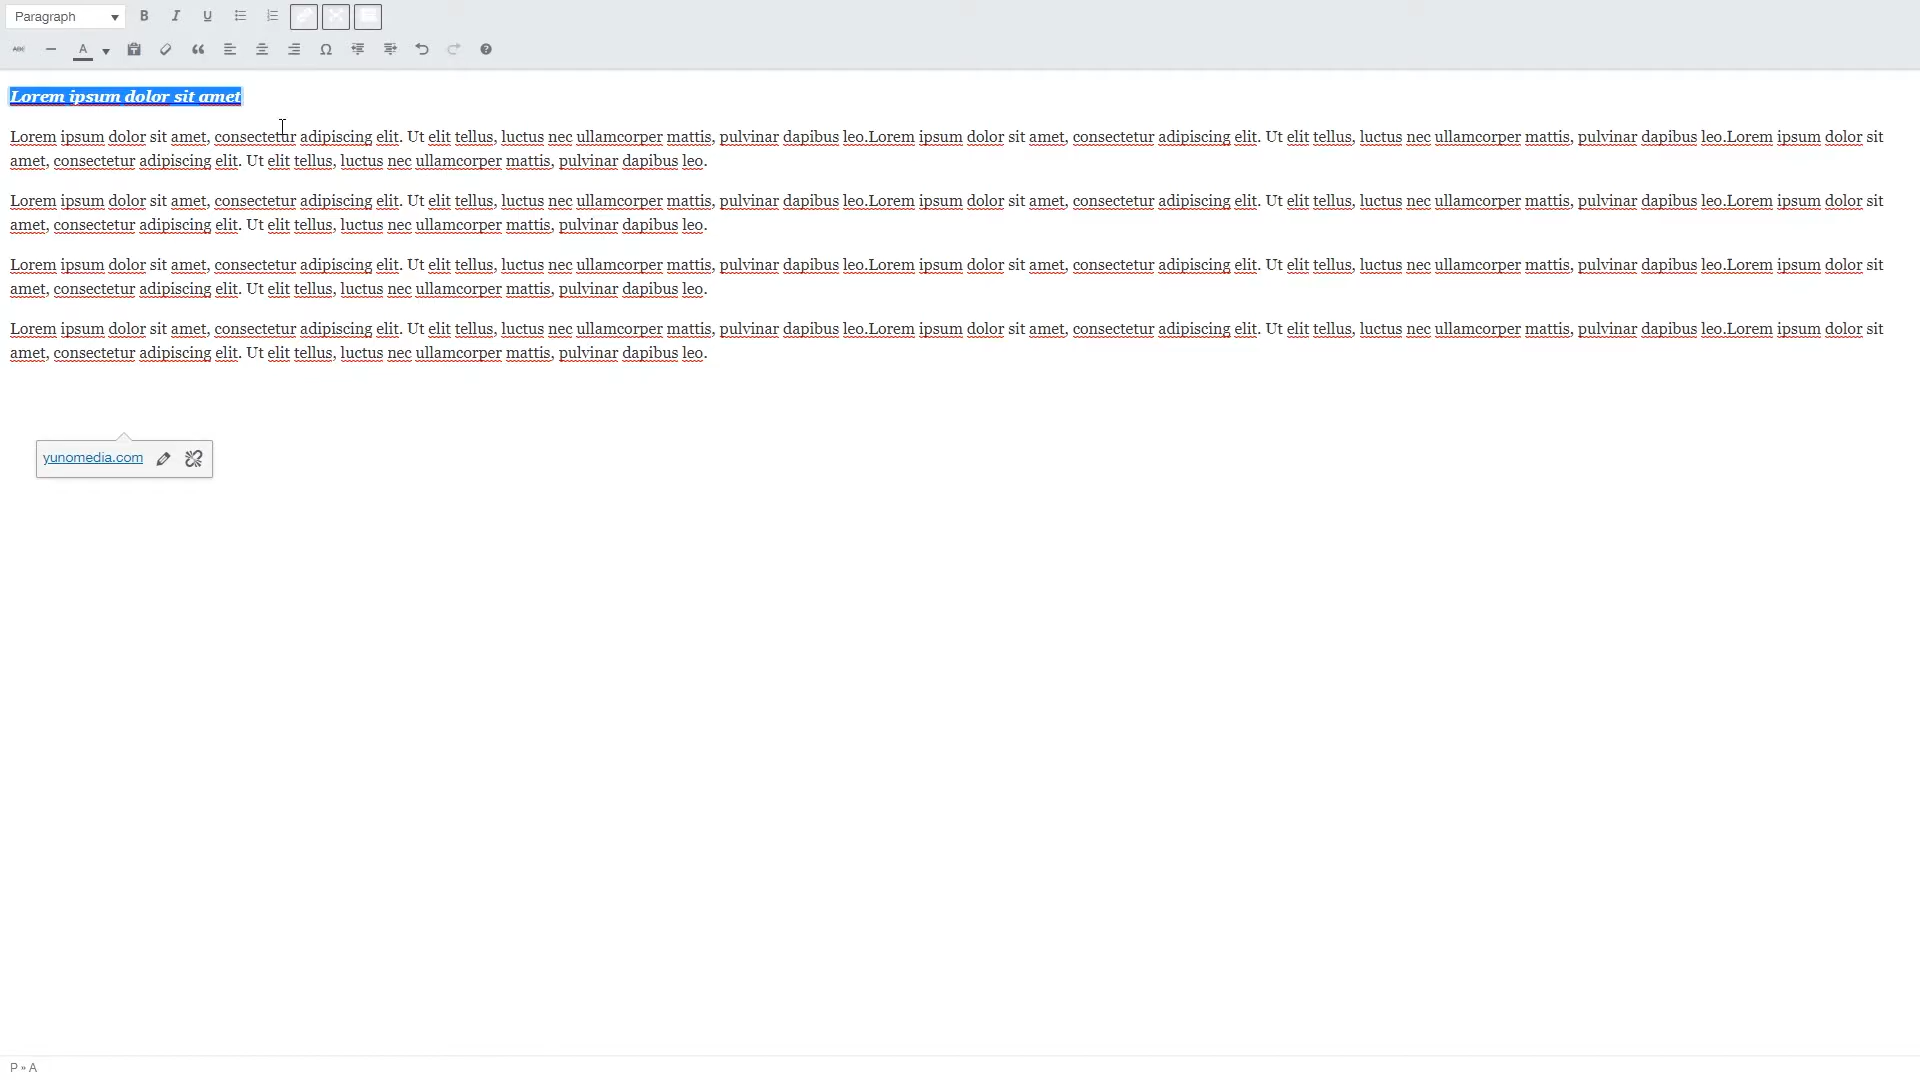 Paragraph B I U
ABC A Ω
Lorem ipsum dolor sit amet
Lorem ipsum dolor sit amet, consectetur adipiscing elit. Ut elit tellus, luctus nec ullamcorper mattis, pulvinar dapibus leo.Lorem ipsum dolor sit amet, consectetur adipiscing elit. Ut elit tellus, luctus nec ullamcorper mattis, pulvinar dapibus leo.Lorem ipsum dolor sit
amet, consectetur adipiscing elit. Ut elit tellus, luctus nec ullamcorper mattis, pulvinar dapibus leo.
Lorem ipsum dolor sit amet, consectetur adipiscing elit. Ut elit tellus, luctus nec ullamcorper mattis, pulvinar dapibus leo.Lorem ipsum dolor sit amet, consectetur adipiscing elit. Ut elit tellus, luctus nec ullamcorper mattis, pulvinar dapibus leo.Lorem ipsum dolor sit
amet, consectetur adipiscing elit. Ut elit tellus, luctus nec ullamcorper mattis, pulvinar dapibus leo.
Lorem ipsum dolor sit amet, consectetur adipiscing elit. Ut elit tellus, luctus nec ullamcorper mattis, pulvinar dapibus leo.Lorem ipsum dolor sit amet, consectetur adipiscing elit. Ut elit tellus, luctus nec ullamcorper mattis, pulvinar dapibus leo.Lorem ipsum dolor sit
amet, consectetur adipiscing elit. Ut elit tellus, luctus nec ullamcorper mattis, pulvinar dapibus leo.
Lorem ipsum dolor sit amet, consectetur adipiscing elit. Ut elit tellus, luctus nec ullamcorper mattis, pulvinar dapibus leo.Lorem ipsum dolor sit amet, consectetur adipiscing elit. Ut elit tellus, luctus nec ullamcorper mattis, pulvinar dapibus leo.Lorem ipsum dolor sit
amet, consectetur adipiscing elit. Ut elit tellus, luctus nec ullamcorper mattis, pulvinar dapibus leo.
yunomedia.com
P » A